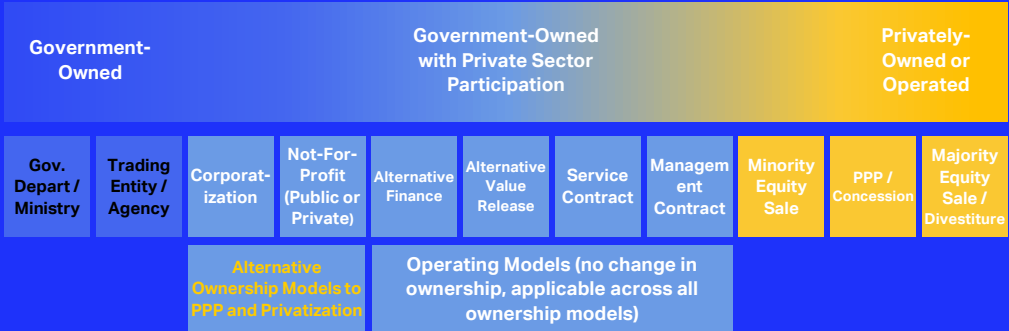 Government-
Owned
Government-Owned
with Private Sector
Participation
Privately-
Owned or
Operated
Gov.
Depart /
Ministry
Trading
Entity /
Agency
Corporat-
ization
Not-For-
Profit
(Public or
Private)
Alternative
Finance
Alternative
Value
Release
Service
Contract
Managem
ent
Contract
Minority
Equity
Sale
PPP /
Concession
Majority
Equity
Sale /
Divestiture
Alternative
Ownership Models to
PPP and Privatization
Operating Models (no change in
ownership, applicable across all
ownership models)